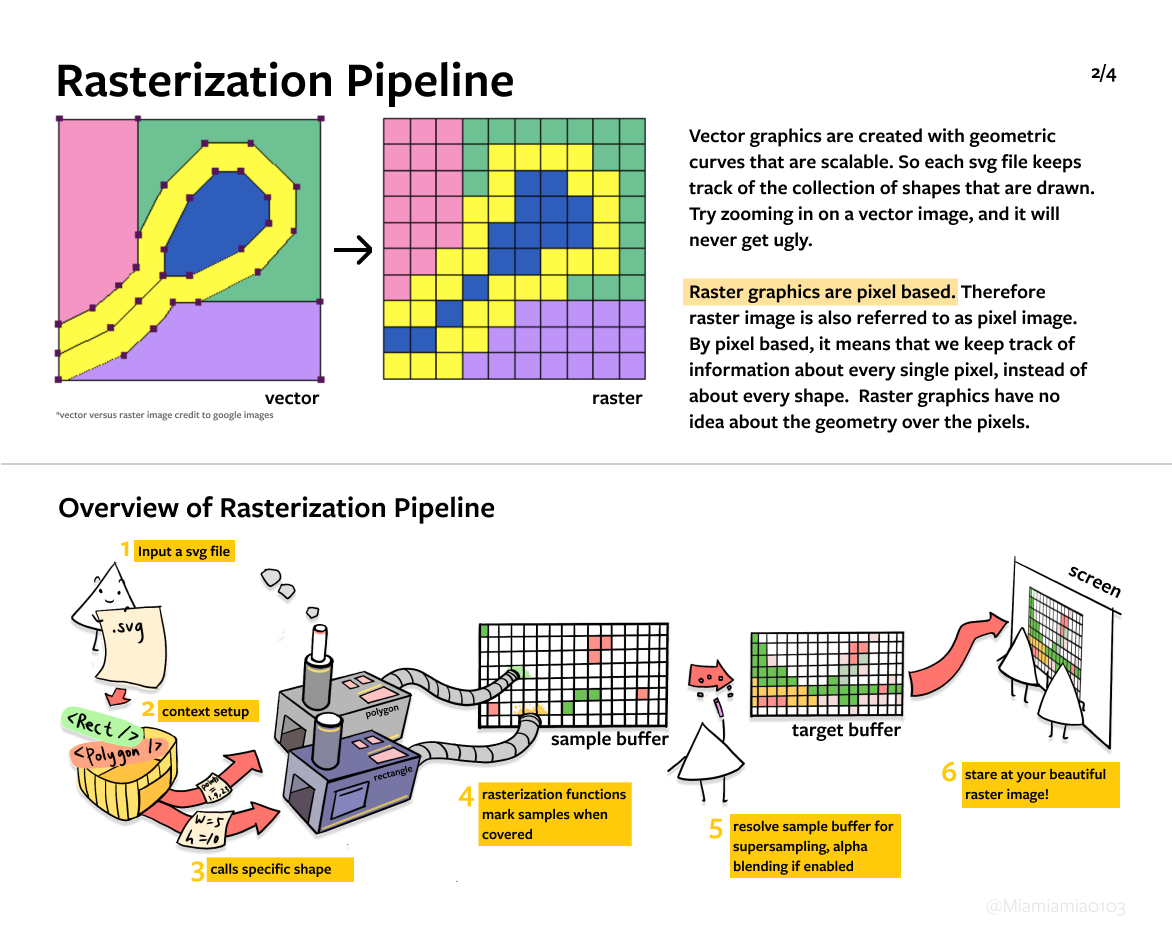 Rasterization Pipeline
2/4
vector
*vector versus raster image credit to google images
raster
Vector graphics are created with geometric
curves that are scalable. So each svg file keeps
track of the collection of shapes that are drawn.
Try zooming in on a vector image, and it will
never get ugly.
Raster graphics are pixel based. Therefore
raster image is also referred to as pixel image.
By pixel based, it means that we keep track of
information about every single pixel, instead of
about every shape.  Raster graphics have no
idea about the geometry over the pixels.
Overview of Rasterization Pipeline
1 Input a svg file
.svg
2 context setup
<Rect />
<Polygon />
W=5
h=10
3 calls specific shape
polygon
rectangle
sample buffer
4 rasterization functions
mark samples when
covered
target buffer
5 resolve sample buffer for
supersampling, alpha
blending if enabled
screen
6 stare at your beautiful
raster image!
@Miamiamia0103